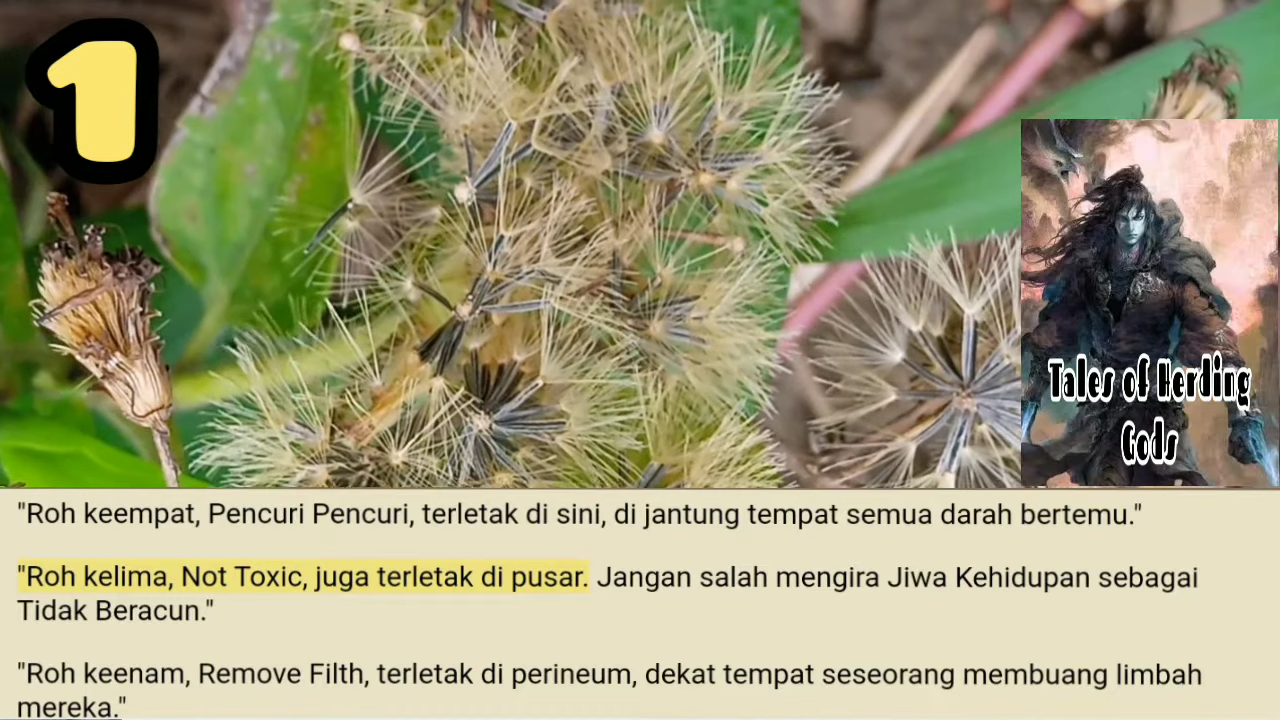 1
Tales of Herding
Gods
"Roh keempat, Pencuri Pencuri, terletak di sini, di jantung tempat semua darah bertemu."
"Roh kelima, Not Toxic, juga terletak di pusar. Jangan salah mengira Jiwa Kehidupan sebagai
Tidak Beracun."
"Roh keenam, Remove Filth, terletak di perineum, dekat tempat seseorang membuang limbah
mereka."